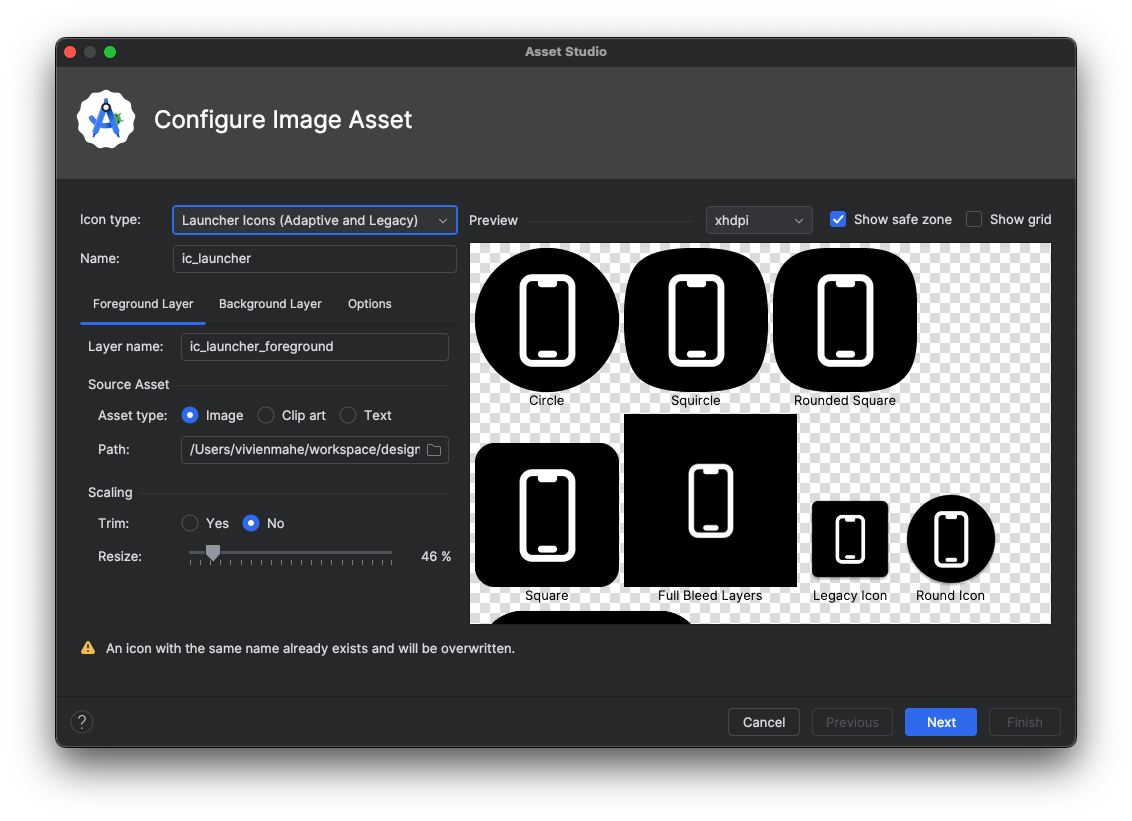 Asset Studio
Configure Image Asset
Icon type: Launcher Icons (Adaptive and Legacy)
Name: ic_launcher
Foreground Layer Background Layer Options
Layer name: ic_launcher_foreground
Source Asset
Asset type: Image Clip art Text
Path: /Users/vivienmahe/workspace/design
Scaling
Trim: Yes No
Resize: 46 %
Preview xhdpi Show safe zone Show grid
Circle Squircle Rounded Square
Square Full Bleed Layers Legacy Icon Round Icon
An icon with the same name already exists and will be overwritten.
? Cancel Previous Next Finish